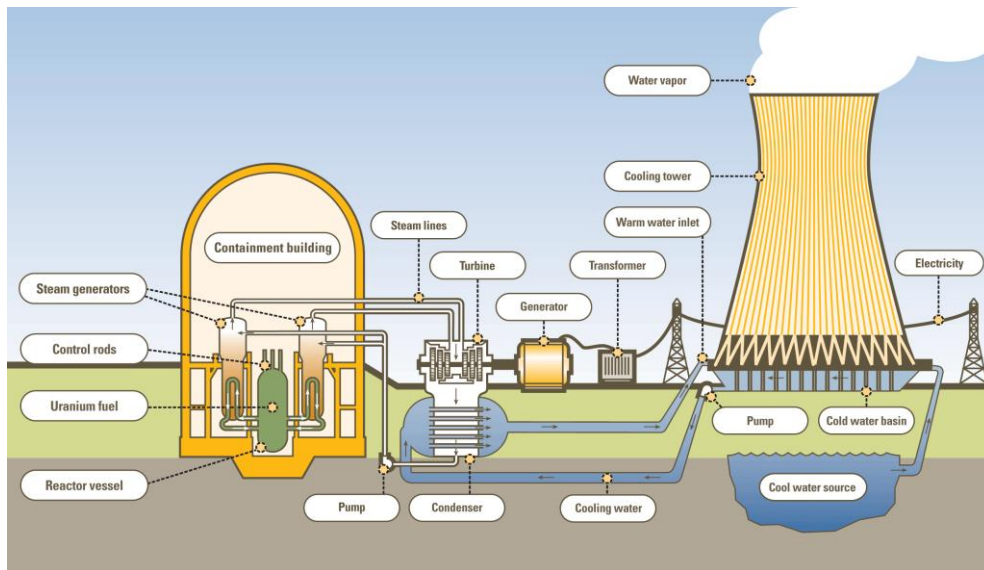 Water vapor
Cooling tower
Steam lines
Warm water inlet
Containment building
Turbine
Transformer
Electricity
Steam generators
Generator
Control rods
Uranium fuel
Pump
Cold water basin
Reactor vessel
Cool water source
Pump
Condenser
Cooling water